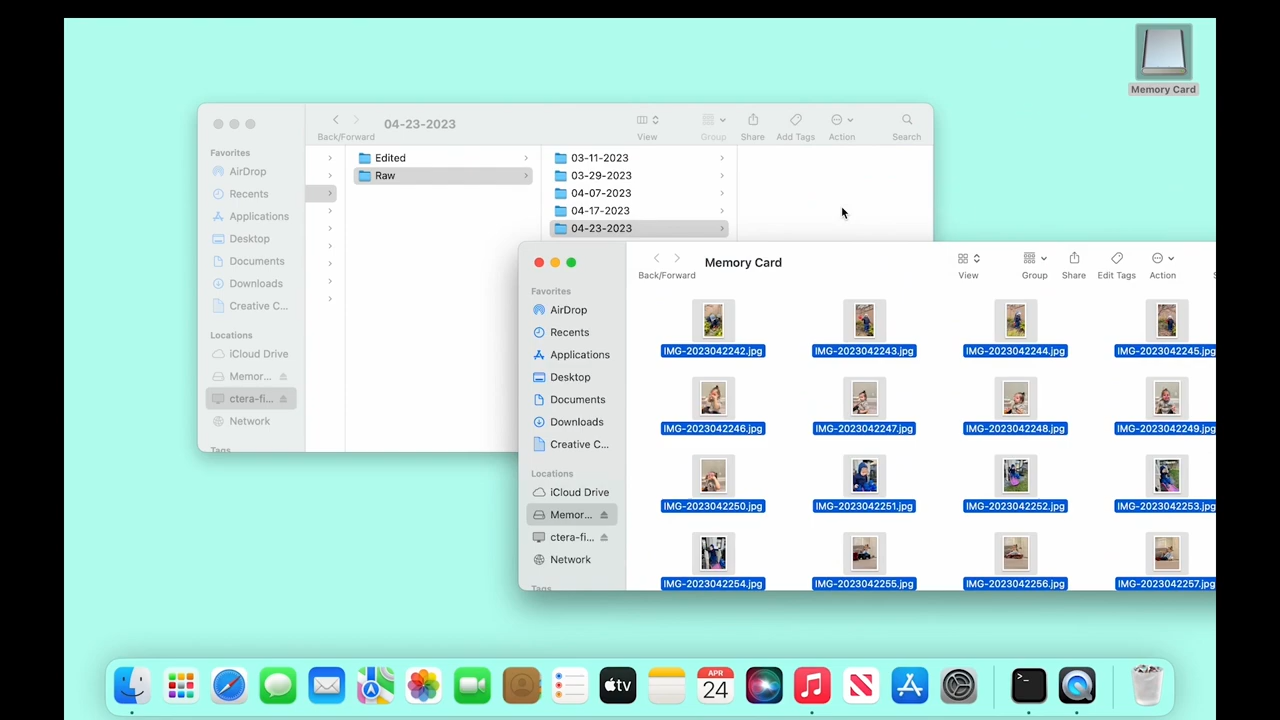 Memory Card
04-23-2023
Back/Forward
View
Group
Share
Add Tags
Action
Search
Favorites
AirDrop
Recents
Applications
Desktop
Documents
Downloads
Creative C...
Locations
iCloud Drive
Memor...
ctera-fi...
Network
Tags
Edited
Raw
03-11-2023
03-29-2023
04-07-2023
04-17-2023
04-23-2023
Memory Card
Back/Forward
View
Group
Share
Edit Tags
Action
Favorites
AirDrop
Recents
Applications
Desktop
Documents
Downloads
Creative C...
Locations
iCloud Drive
Memor...
ctera-fi...
Network
Tags
IMG-2023042242.jpg IMG-2023042243.jpg IMG-2023042244.jpg IMG-2023042245.jpg
IMG-2023042246.jpg IMG-2023042247.jpg IMG-2023042248.jpg IMG-2023042249.jpg
IMG-2023042250.jpg IMG-2023042251.jpg IMG-2023042252.jpg IMG-2023042253.jpg
IMG-2023042254.jpg IMG-2023042255.jpg IMG-2023042256.jpg IMG-2023042257.jpg
tv
APR
24